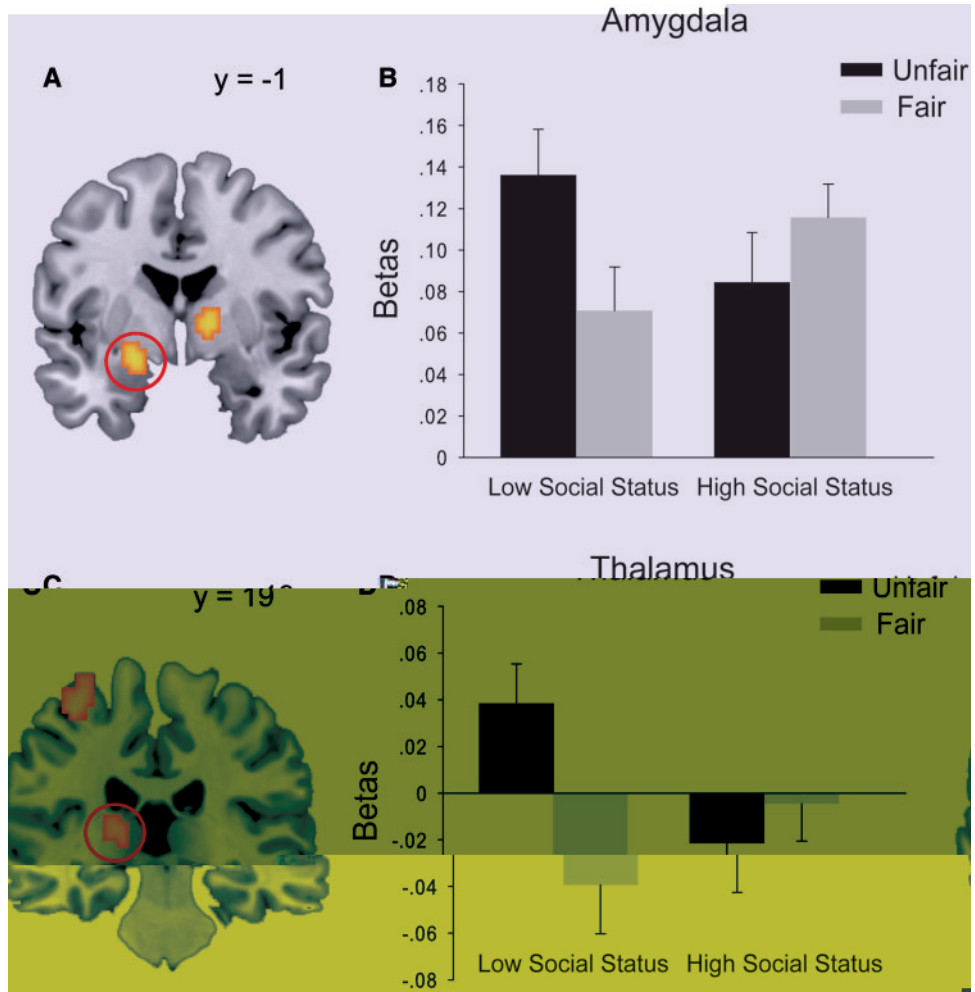 Amygdala
A
y = -1
B
Unfair
Fair
.18
.16
.14
.12
.10
.08
.06
.04
.02
0
Betas
Low Social Status
High Social Status
Thalamus
y = 19
Unfair
Fair
.08
.06
.04
.02
0
-.02
-.04
-.06
-.08
Betas
Low Social Status
High Social Status